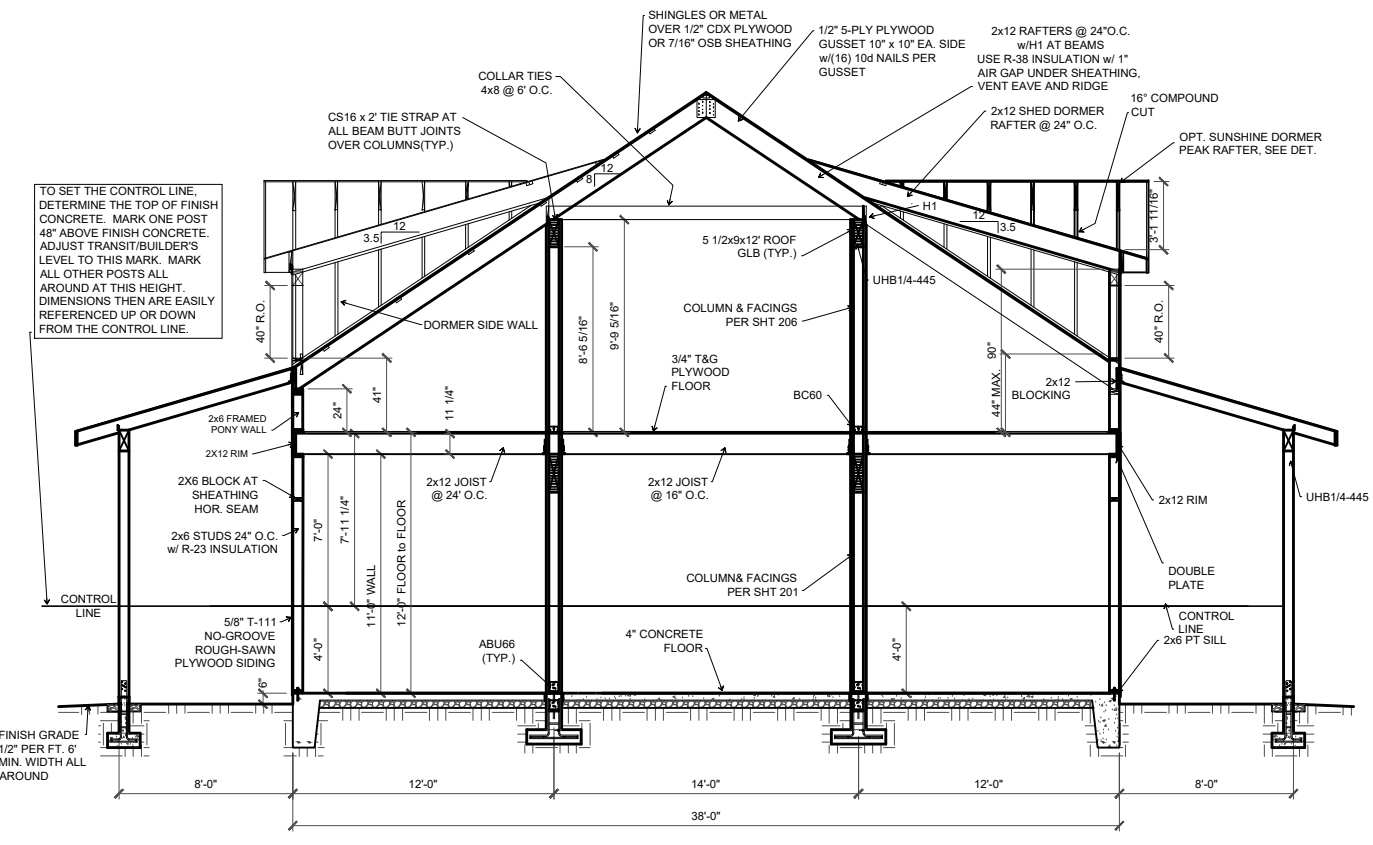 SHINGLES OR METAL
OVER 1/2" CDX PLYWOOD
OR 7/16" OSB SHEATHING
1/2" 5-PLY PLYWOOD
GUSSET 10" x 10" EA. SIDE
w/(16) 10d NAILS PER
GUSSET
2x12 RAFTERS @ 24"O.C.
w/H1 AT BEAMS
USE R-38 INSULATION w/ 1"
AIR GAP UNDER SHEATHING,
VENT EAVE AND RIDGE
COLLAR TIES
4x8 @ 6' O.C.
16° COMPOUND
CUT
2x12 SHED DORMER
RAFTER @ 24" O.C.
CS16 x 2' TIE STRAP AT
ALL BEAM BUTT JOINTS
OVER COLUMNS(TYP.)
OPT. SUNSHINE DORMER
PEAK RAFTER, SEE DET.
12
8
TO SET THE CONTROL LINE,
DETERMINE THE TOP OF FINISH
CONCRETE. MARK ONE POST
48" ABOVE FINISH CONCRETE.
ADJUST TRANSIT/BUILDER'S
LEVEL TO THIS MARK. MARK
ALL OTHER POSTS ALL
AROUND AT THIS HEIGHT.
DIMENSIONS THEN ARE EASILY
REFERENCED UP OR DOWN
FROM THE CONTROL LINE.
12
3.5
H1
12
3.5
3'-1 11/16"
5 1/2x9x12' ROOF
GLB (TYP.)
UHB1/4-445
40" R.O.
DORMER SIDE WALL
8'-6 5/16"
9'-9 5/16"
COLUMN & FACINGS
PER SHT 206
90"
40" R.O.
3/4" T&G
PLYWOOD
FLOOR
24"
41"
11 1/4"
BC60
44" MAX.
2x12
BLOCKING
2x6 FRAMED
PONY WALL
2X12 RIM
2X6 BLOCK AT
SHEATHING
HOR. SEAM
2x12 JOIST
@ 24' O.C.
2x12 JOIST
@ 16" O.C.
2x12 RIM
UHB1/4-445
2x6 STUDS 24" O.C.
w/ R-23 INSULATION
7'-0"
7'-11 1/4"
11'-0" WALL
12'-0" FLOOR to FLOOR
COLUMN& FACINGS
PER SHT 201
DOUBLE
PLATE
CONTROL
LINE
CONTROL
LINE
5/8" T-111
NO-GROOVE
ROUGH-SAWN
PLYWOOD SIDING
4'-0"
ABU66
(TYP.)
4" CONCRETE
FLOOR
4'-0"
2x6 PT SILL
6"
FINISH GRADE
1/2" PER FT. 6'
MIN. WIDTH ALL
AROUND
8'-0"
12'-0"
14'-0"
12'-0"
8'-0"
38'-0"